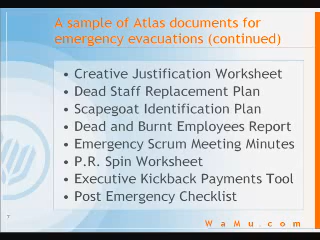 A sample of Atlas documents for
emergency evacuations (continued)
• Creative Justification Worksheet
• Dead Staff Replacement Plan
• Scapegoat Identification Plan
• Dead and Burnt Employees Report
• Emergency Scrum Meeting Minutes
• P.R. Spin Worksheet
• Executive Kickback Payments Tool
• Post Emergency Checklist
7
WaMu.com